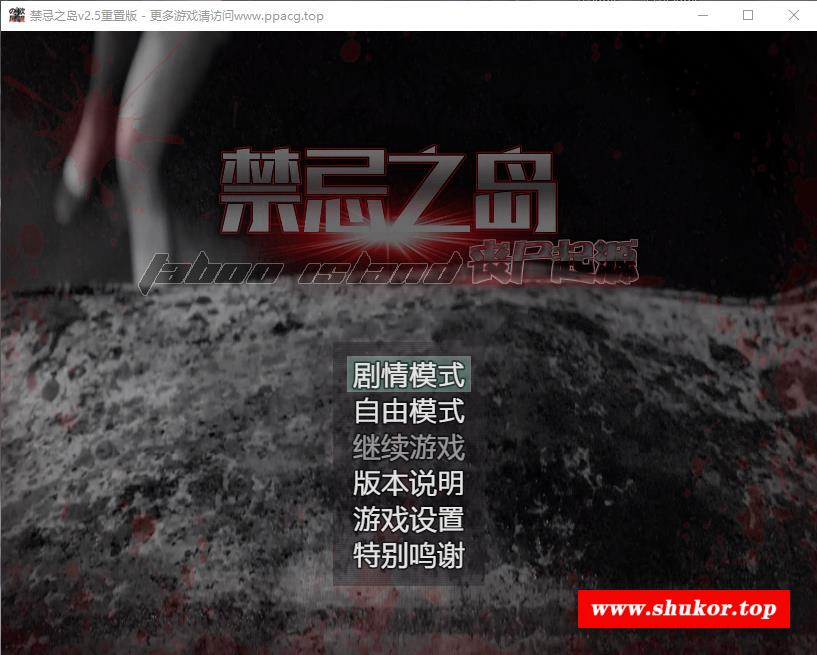 禁忌之岛v2.5重置版 - 更多游戏请访问www.ppacg.top
禁忌之岛
taboo island 丧尸起源
剧情模式
自由模式
继续游戏
版本说明
游戏设置
特别鸣谢
www.shukor.top